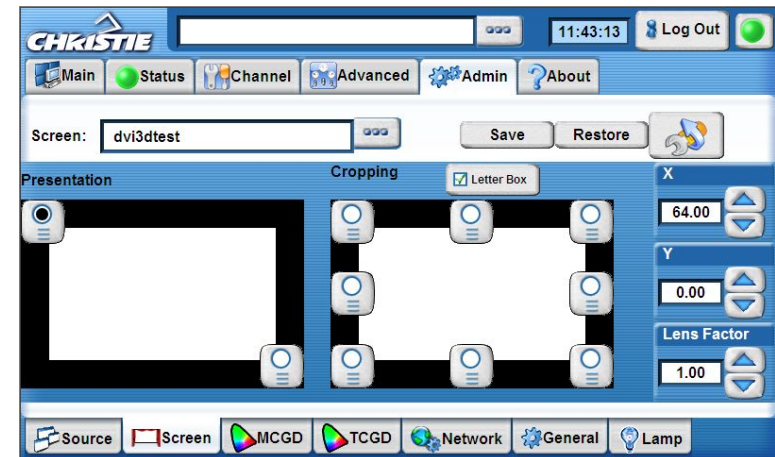 CHRISTIE
11:43:13 Log Out
Main Status Channel Advanced Admin About
Screen: dvi3dtest Save Restore
Presentation Cropping Letter Box X
64.00
Y
0.00
Lens Factor
1.00
Source Screen MCGD TCGD Network General Lamp